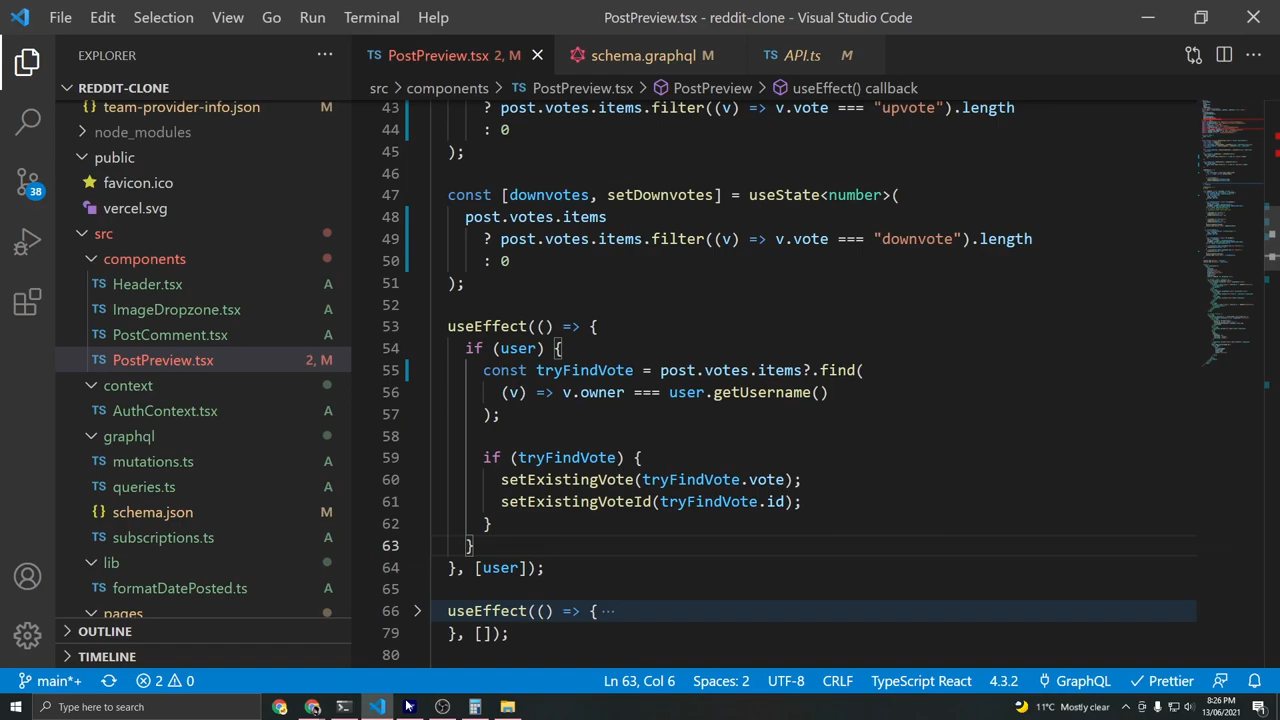 File Edit Selection View Go Run Terminal Help PostPreview.tsx - reddit-clone - Visual Studio Code
EXPLORER
REDDIT-CLONE
{} team-provider-info.json M
node_modules
public
favicon.ico
vercel.svg
src
components
TS Header.tsx A
TS ImageDropzone.tsx A
TS PostComment.tsx A
TS PostPreview.tsx 2, M
context
TS AuthContext.tsx A
graphql
TS mutations.ts A
TS queries.ts A
{} schema.json M
TS subscriptions.ts A
lib
TS formatDatePosted.ts A
pages
OUTLINE
TIMELINE
38
TS PostPreview.tsx 2, M schema.graphql M TS API.ts M
src > components > TS PostPreview.tsx > PostPreview > useEffect() callback
43 ? post.votes.items.filter((v) => v.vote === "upvote").length
44 : 0
45 );
46
47 const [downvotes, setDownvotes] = useState<number>(
48 post.votes.items
49 ? post.votes.items.filter((v) => v.vote === "downvote").length
50 : 0
51 );
52
53 useEffect(() => {
54 if (user) {
55 const tryFindVote = post.votes.items?.find(
56 (v) => v.owner === user.getUsername()
57 );
58
59 if (tryFindVote) {
60 setExistingVote(tryFindVote.vote);
61 setExistingVoteId(tryFindVote.id);
62 }
63 }
64 }, [user]);
65
66 useEffect(() => { ···
79 }, []);
80
main*+ 2 0 Ln 63, Col 6 Spaces: 2 UTF-8 CRLF TypeScript React 4.3.2 GraphQL Prettier
Type here to search 11°C Mostly clear 8:26 PM
13/06/2021